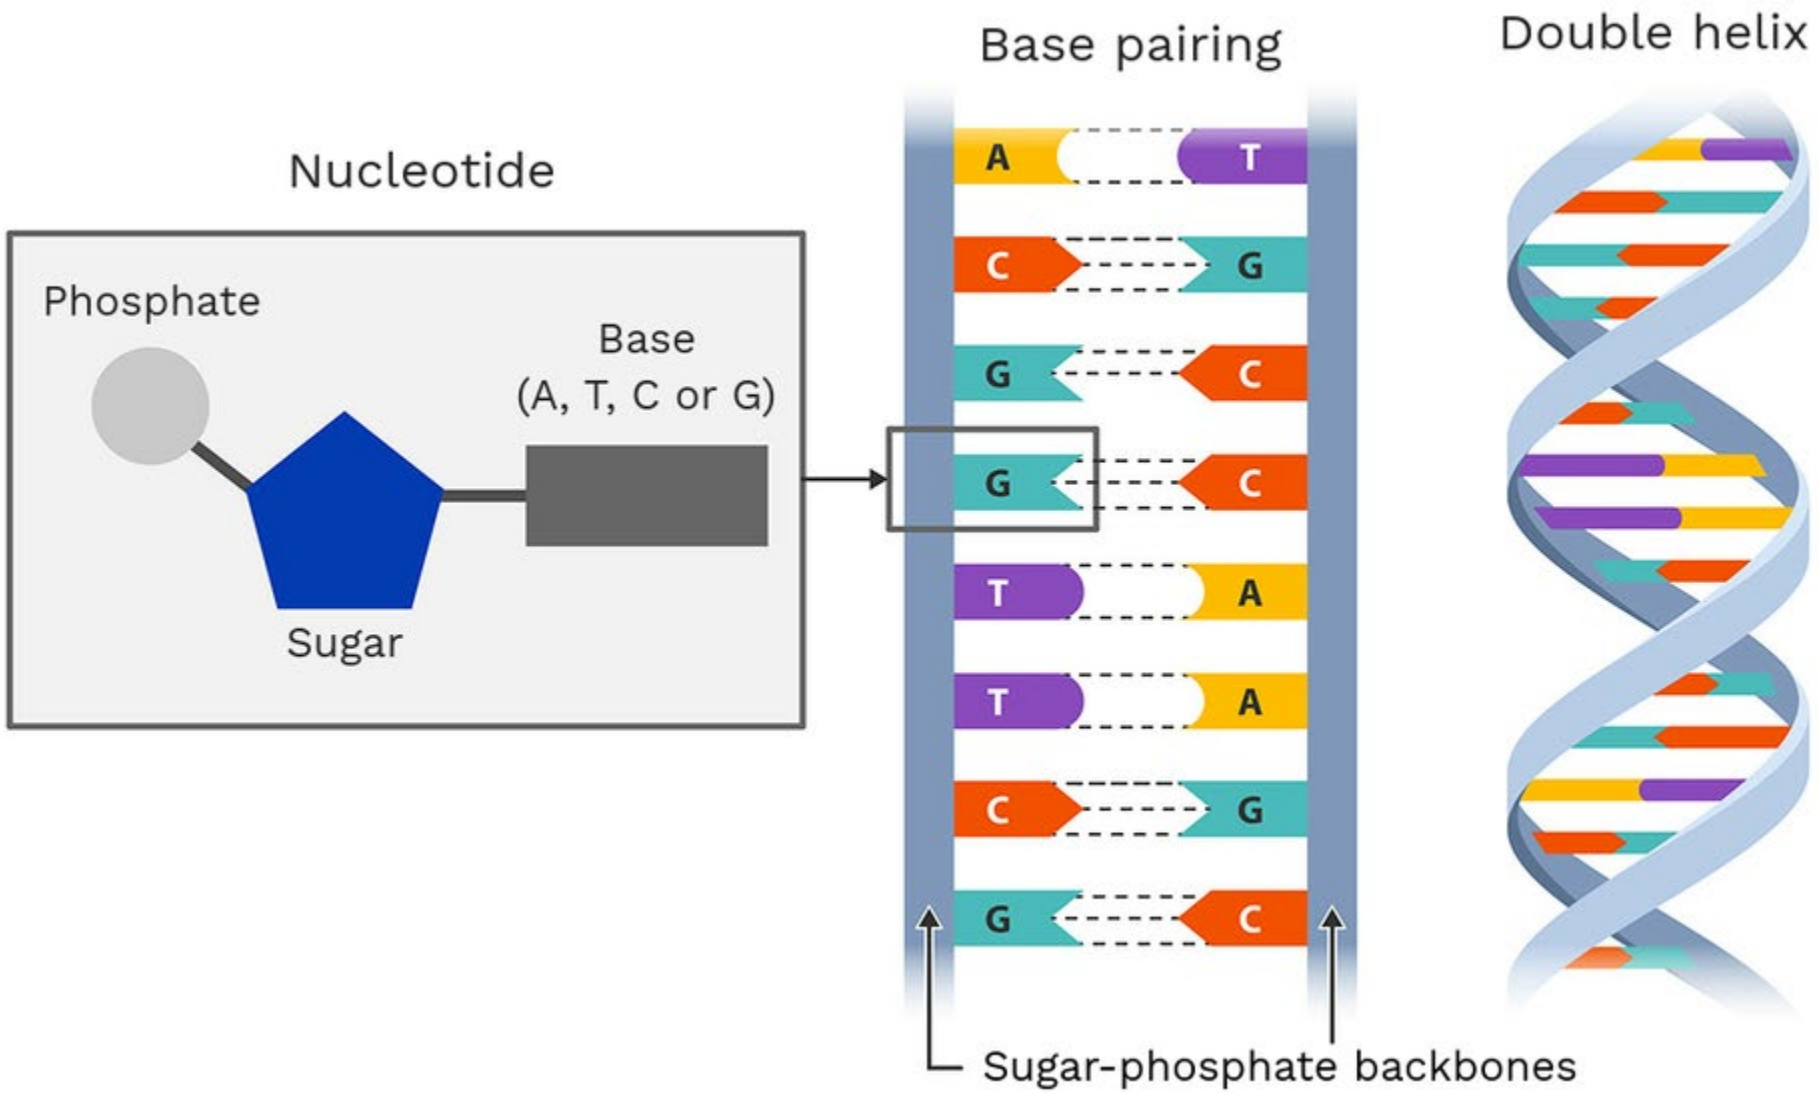 Nucleotide
Phosphate
Base
(A, T, C or G)
Sugar
Base pairing
A T
C G
G C
G C
T A
T A
C G
G C
Sugar-phosphate backbones
Double helix